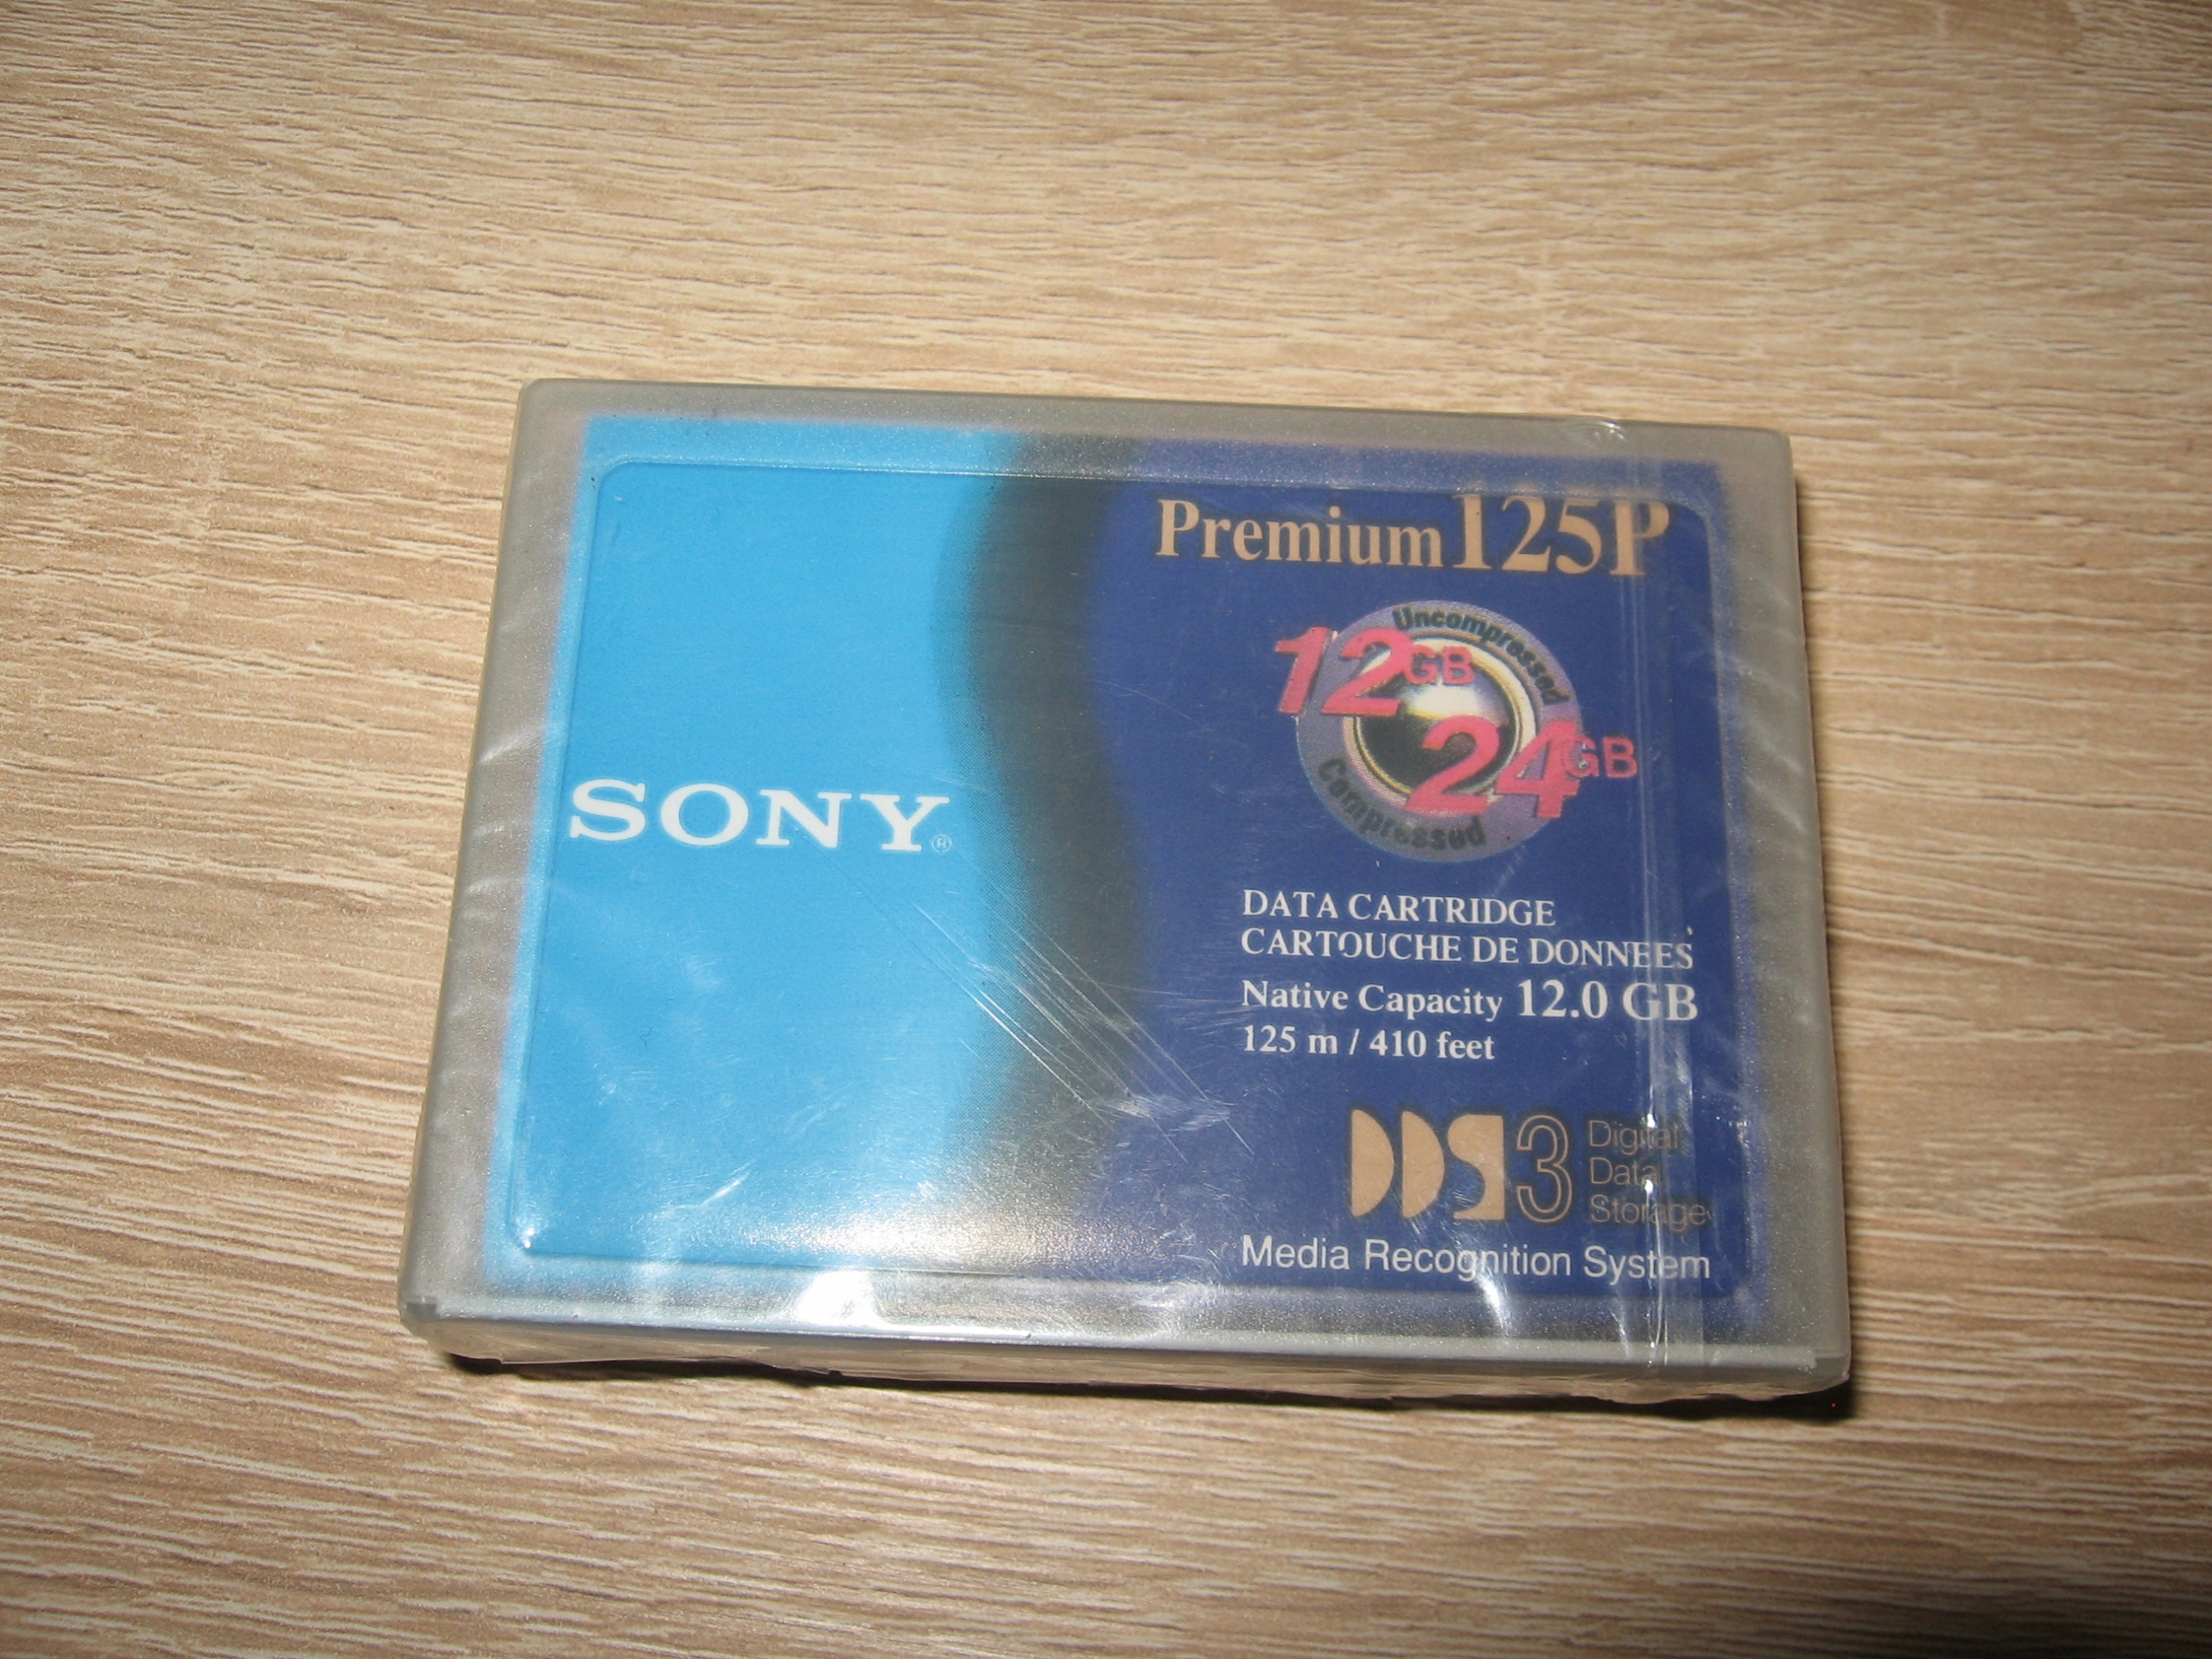 SONY®
Premium 125P
Uncompressed
12GB
24GB
Compressed
DATA CARTRIDGE
CARTOUCHE DE DONNEES
Native Capacity 12.0 GB
125 m / 410 feet
DDS3 Digital
Data
Storage
Media Recognition System